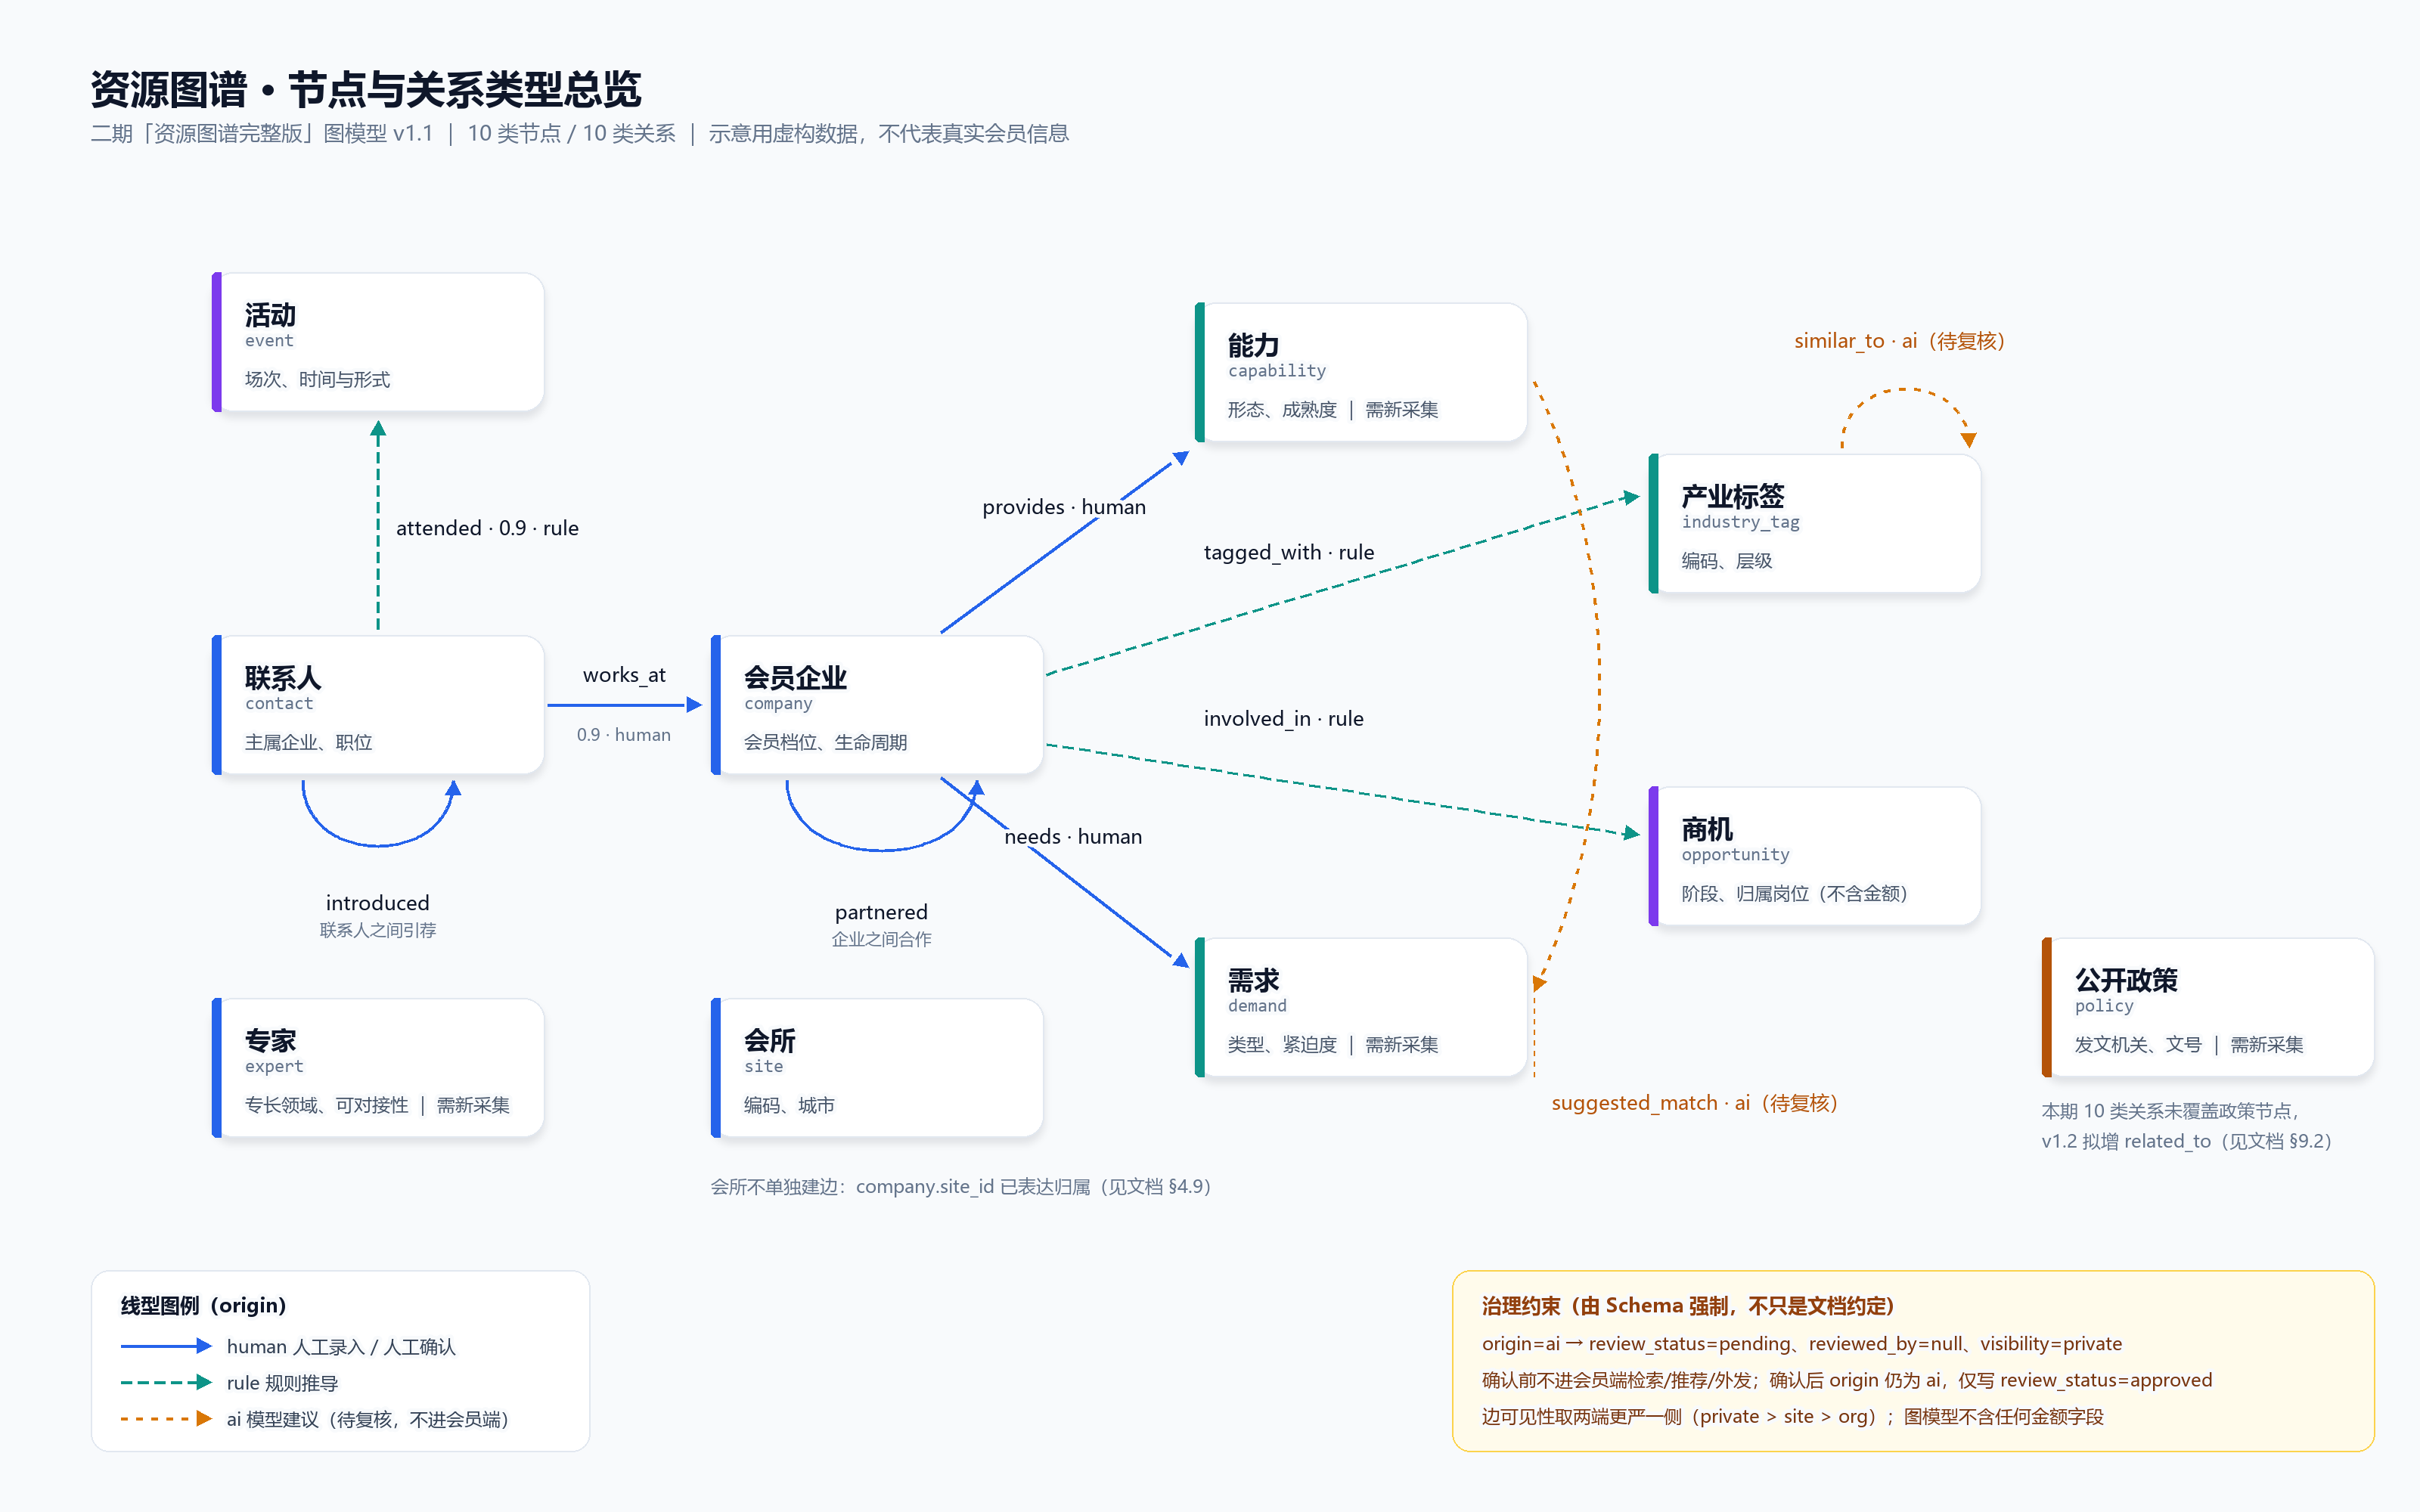 资源图谱 • 节点与关系类型总览
二期「资源图谱完整版」图模型 v1.1 ｜ 10 类节点 / 10 类关系 ｜ 示意用虚构数据，不代表真实会员信息
活动
event
场次、时间与形式
能力
capability
形态、成熟度 ｜ 需新采集
similar_to · ai（待复核）
产业标签
industry_tag
编码、层级
provides · human
attended · 0.9 · rule
tagged_with · rule
联系人
contact
主属企业、职位
works_at
0.9 · human
会员企业
company
会员档位、生命周期
involved_in · rule
needs · human
商机
opportunity
阶段、归属岗位（不含金额）
introduced
联系人之间引荐
partnered
企业之间合作
专家
expert
专长领域、可对接性 ｜ 需新采集
会所
site
编码、城市
需求
demand
类型、紧迫度 ｜ 需新采集
公开政策
policy
发文机关、文号 ｜ 需新采集
suggested_match · ai（待复核）
本期 10 类关系未覆盖政策节点，
v1.2 拟增 related_to（见文档 §9.2）
会所不单独建边：company.site_id 已表达归属（见文档 §4.9）
线型图例（origin）
human 人工录入 / 人工确认
rule 规则推导
ai 模型建议（待复核，不进会员端）
治理约束（由 Schema 强制，不只是文档约定）
origin=ai → review_status=pending、reviewed_by=null、visibility=private
确认前不进会员端检索/推荐/外发；确认后 origin 仍为 ai，仅写 review_status=approved
边可见性取两端更严一侧（private > site > org）；图模型不含任何金额字段